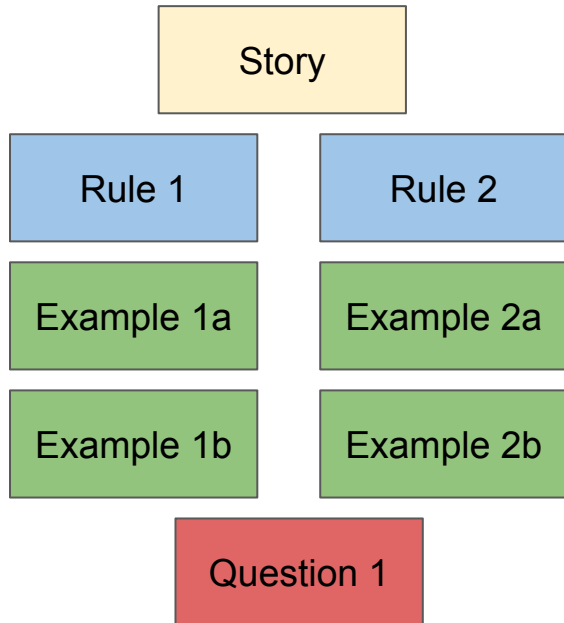 Story
Rule 1
Rule 2
Example 1a
Example 2a
Example 1b
Example 2b
Question 1